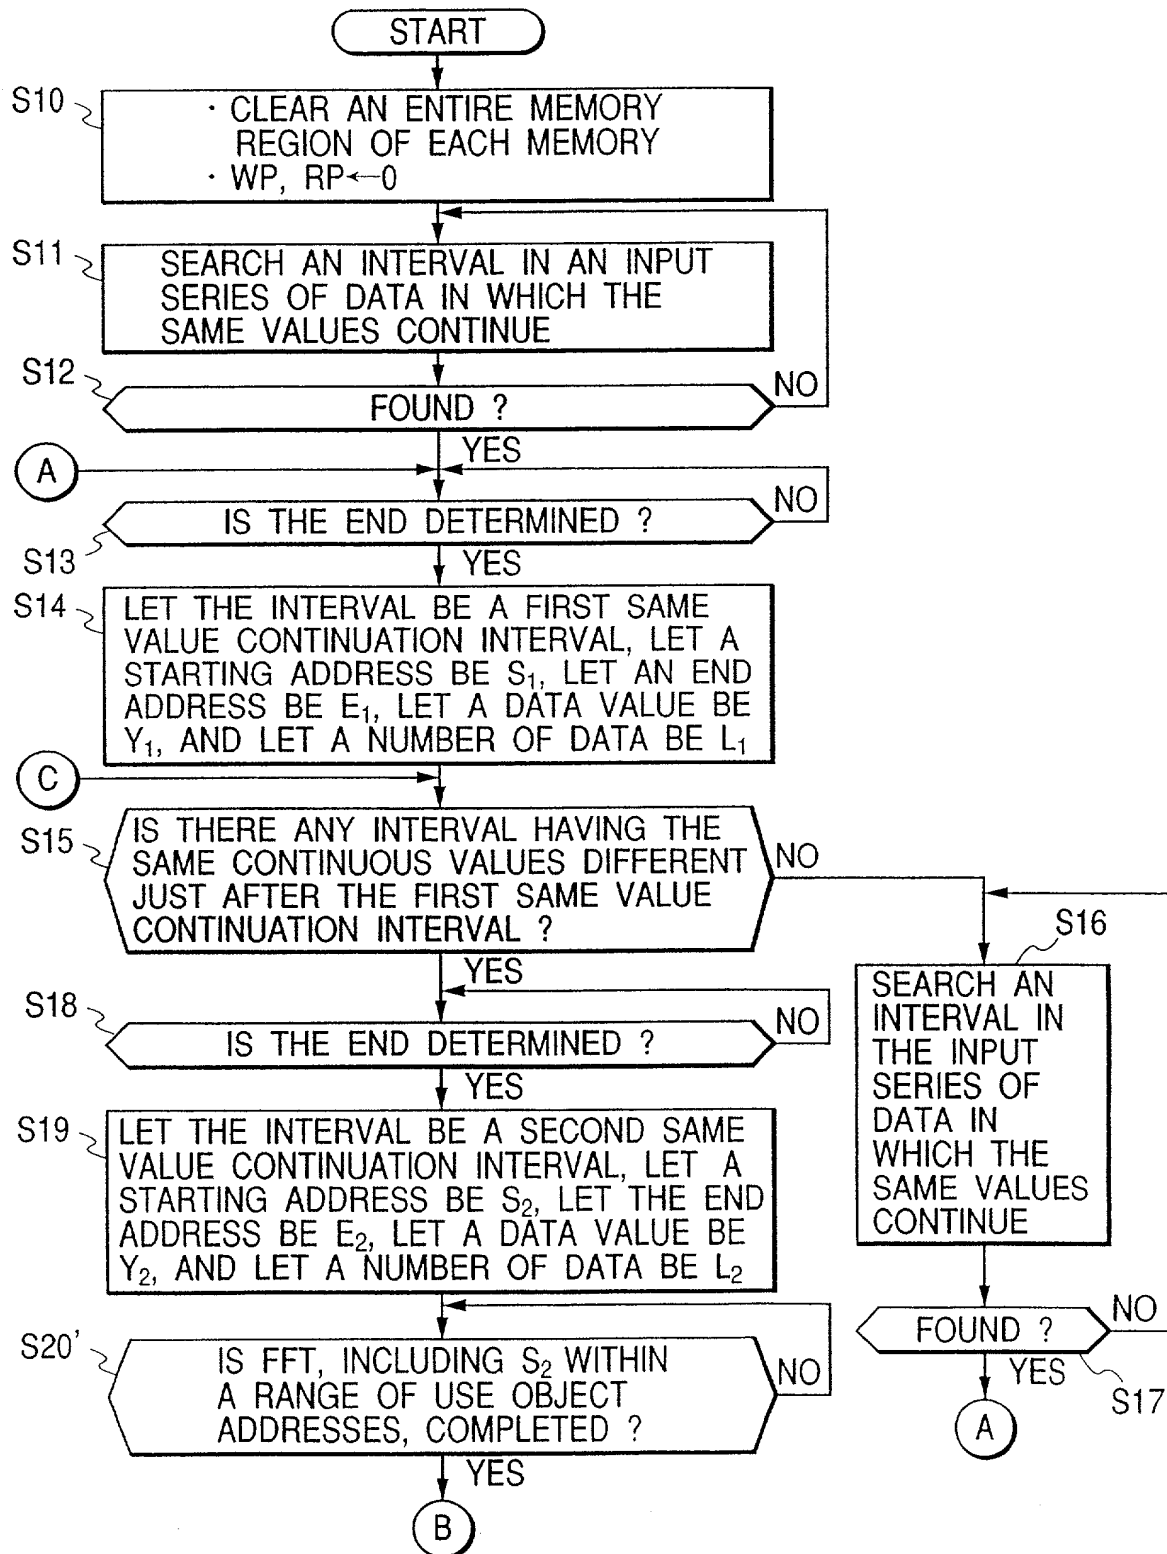 START
S10
· CLEAR AN ENTIRE MEMORY
REGION OF EACH MEMORY
· WP, RP←0
S11
SEARCH AN INTERVAL IN AN INPUT
SERIES OF DATA IN WHICH THE
SAME VALUES CONTINUE
S12
FOUND ?
NO
YES
A
S13
IS THE END DETERMINED ?
NO
YES
S14
LET THE INTERVAL BE A FIRST SAME
VALUE CONTINUATION INTERVAL, LET A
STARTING ADDRESS BE S₁, LET AN END
ADDRESS BE E₁, LET A DATA VALUE BE
Y₁, AND LET A NUMBER OF DATA BE L₁
C
S15
IS THERE ANY INTERVAL HAVING THE
SAME CONTINUOUS VALUES DIFFERENT
JUST AFTER THE FIRST SAME VALUE
CONTINUATION INTERVAL ?
NO
YES
S16
SEARCH AN
INTERVAL IN
THE INPUT
SERIES OF
DATA IN
WHICH THE
SAME VALUES
CONTINUE
S17
FOUND ?
NO
YES
A
S18
IS THE END DETERMINED ?
NO
YES
S19
LET THE INTERVAL BE A SECOND SAME
VALUE CONTINUATION INTERVAL, LET A
STARTING ADDRESS BE S₂, LET THE END
ADDRESS BE E₂, LET A DATA VALUE BE
Y₂, AND LET A NUMBER OF DATA BE L₂
S20'
IS FFT, INCLUDING S₂ WITHIN
A RANGE OF USE OBJECT
ADDRESSES, COMPLETED ?
NO
YES
B